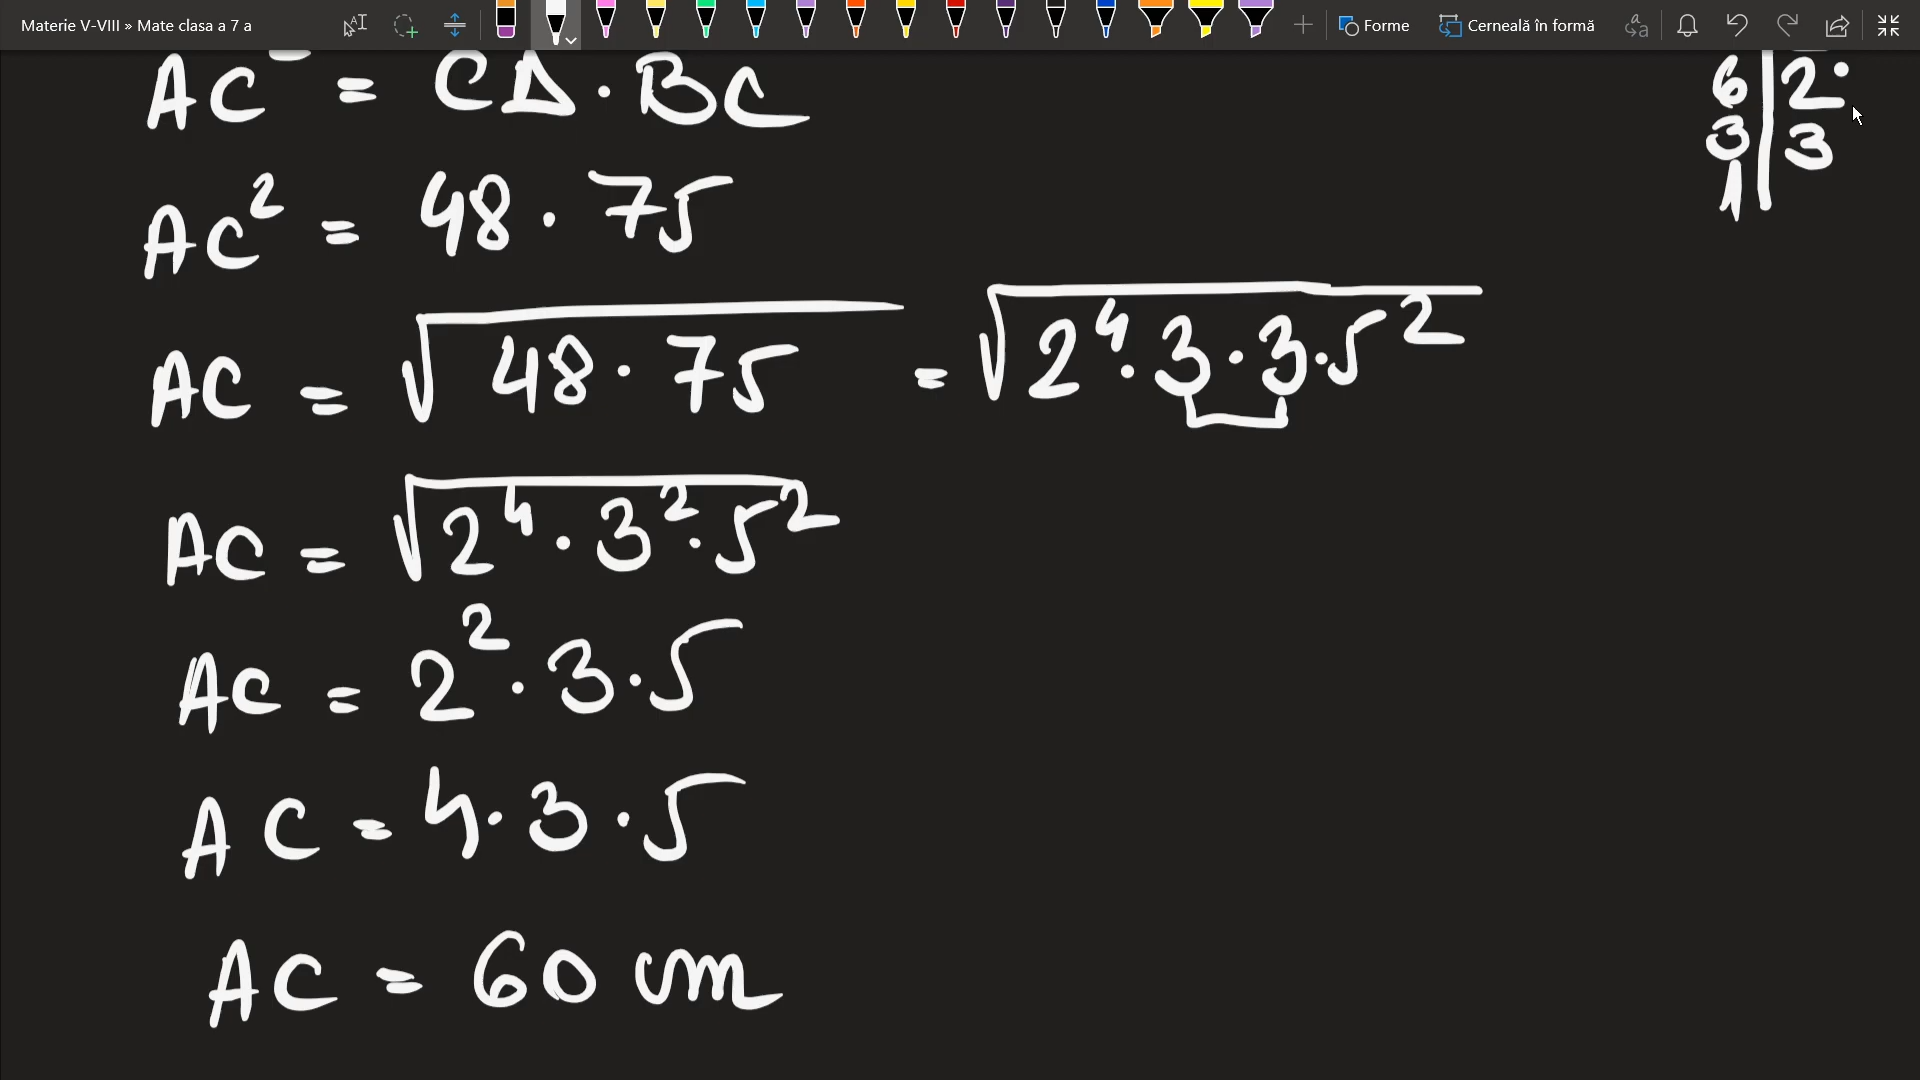 Materie V-VIII » Mate clasa a 7 a
Forme
Cerneală în formă
AC² = CD · BC
6 | 2 ·
3 | 3
1 |
AC² = 48 · 75
AC = √48 · 75 = √2⁴ · 3 · 3 · 5²
AC = √2⁴ · 3² · 5²
AC = 2² · 3 · 5
AC = 4 · 3 · 5
AC = 60 cm